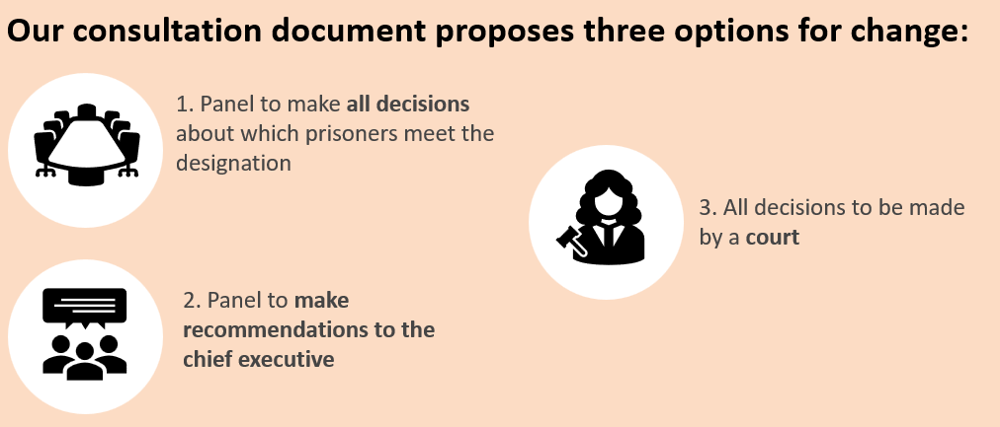 Our consultation document proposes three options for change:
1. Panel to make all decisions
about which prisoners meet the
designation
2. Panel to make
recommendations to the
chief executive
3. All decisions to be made
by a court